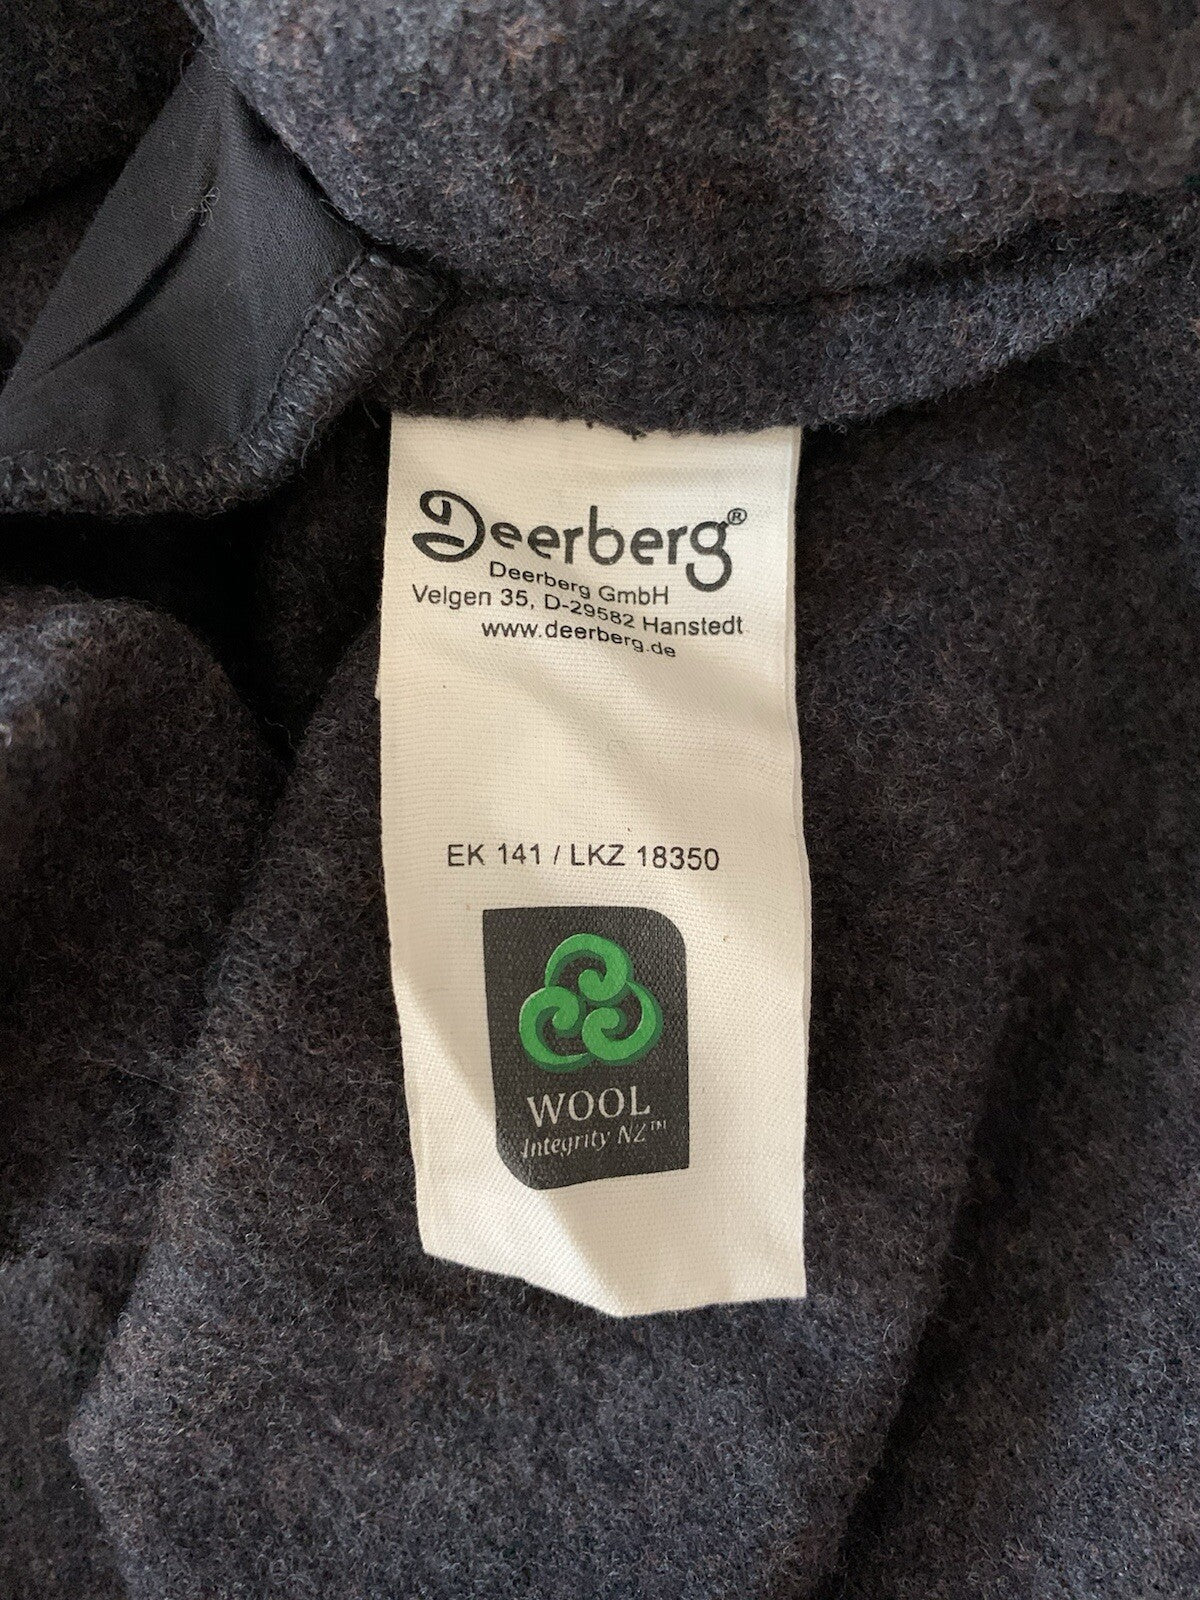 Deerberg®
Deerberg GmbH
Velgen 35, D-29582 Hanstedt
www.deerberg.de
EK 141 / LKZ 18350
WOOL
Integrity NZ™